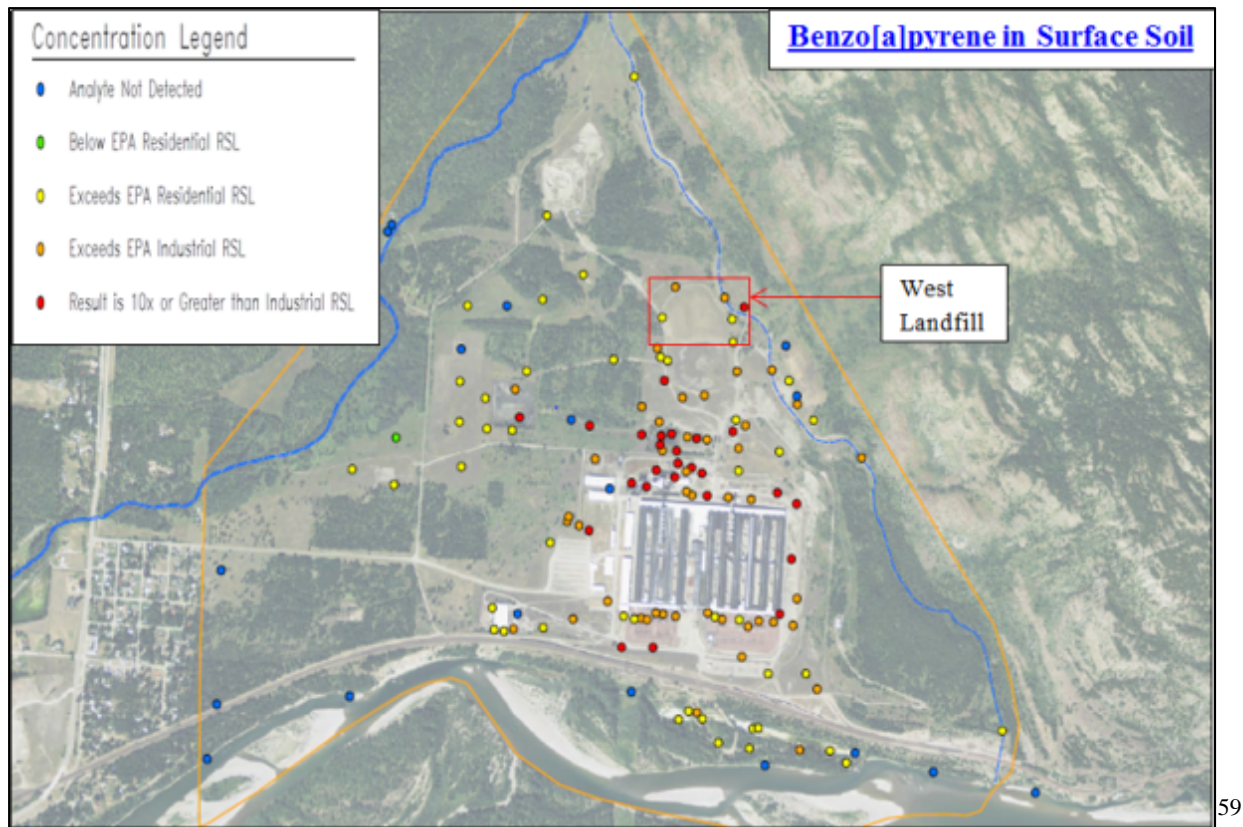 Concentration Legend
Analyte Not Detected
Below EPA Residential RSL
Exceeds EPA Residential RSL
Exceeds EPA Industrial RSL
Result is 10x or Greater than Industrial RSL
Benzo[a]pyrene in Surface Soil
West
Landfill
59